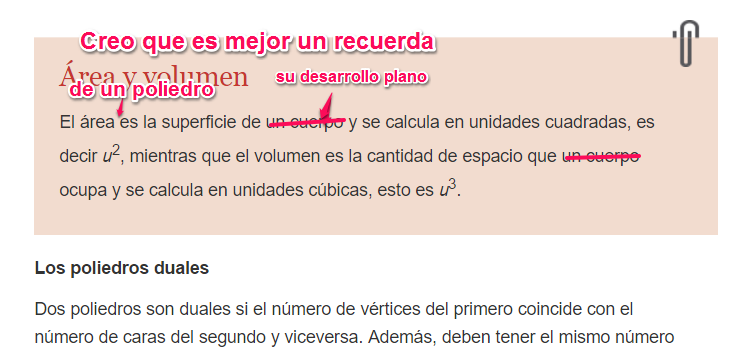 Creo que es mejor un recuerda
Área y volumen
de un poliedro
su desarrollo plano
El área es la superficie de un cuerpo y se calcula en unidades cuadradas, es
decir u², mientras que el volumen es la cantidad de espacio que un cuerpo
ocupa y se calcula en unidades cúbicas, esto es u³.
Los poliedros duales
Dos poliedros son duales si el número de vértices del primero coincide con el
número de caras del segundo y viceversa. Además, deben tener el mismo número